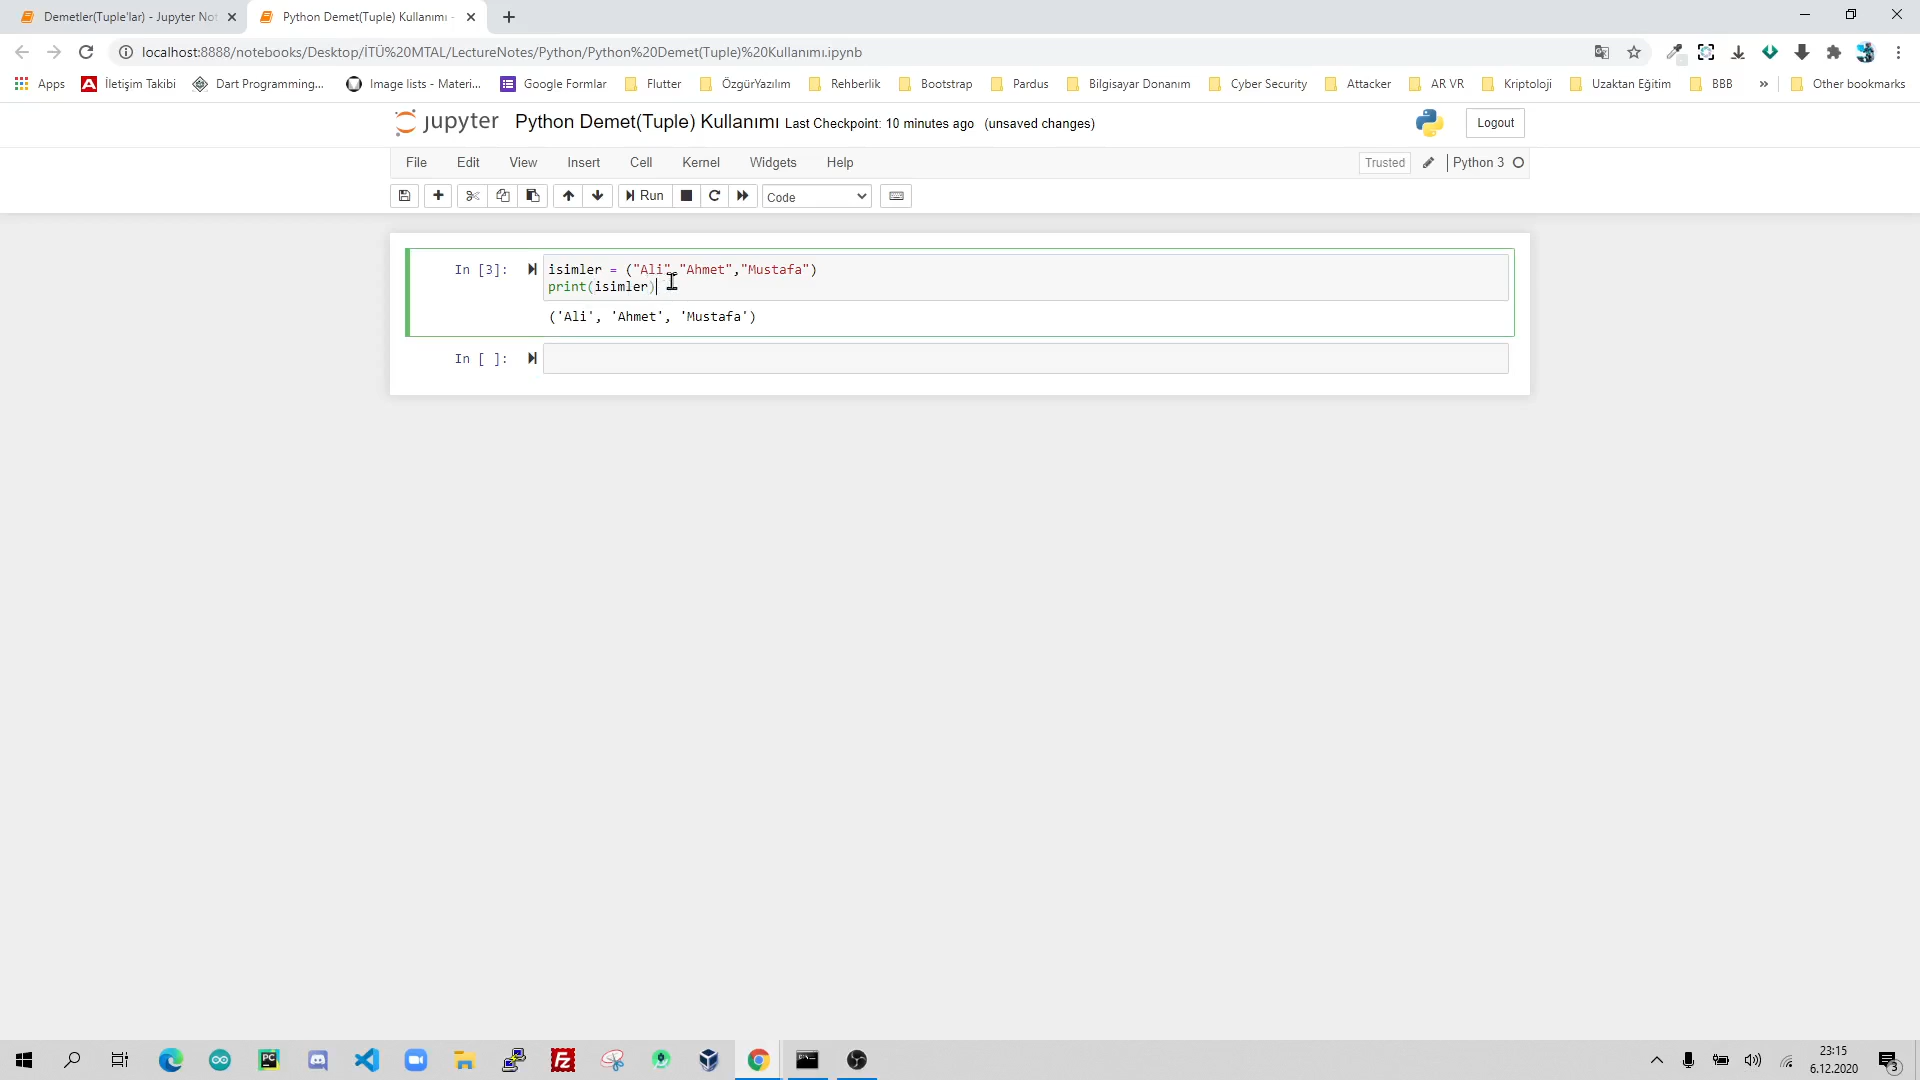 Demetler(Tuple'lar) - Jupyter Not
Python Demet(Tuple) Kullanımı -
localhost:8888/notebooks/Desktop/İTÜ%20MTAL/LectureNotes/Python/Python%20Demet(Tuple)%20Kullanımı.ipynb
Apps İletişim Takibi Dart Programming... Image lists - Materi... Google Formlar Flutter ÖzgürYazılım Rehberlik Bootstrap Pardus Bilgisayar Donanım Cyber Security Attacker AR VR Kriptoloji Uzaktan Eğitim BBB » Other bookmarks
jupyter Python Demet(Tuple) Kullanımı Last Checkpoint: 10 minutes ago (unsaved changes) Logout
File Edit View Insert Cell Kernel Widgets Help Trusted Python 3
Run Code
In [3]: isimler = ("Ali","Ahmet","Mustafa")
print(isimler)
('Ali', 'Ahmet', 'Mustafa')
In [ ]:
PC
FZ
23:15
6.12.2020
3